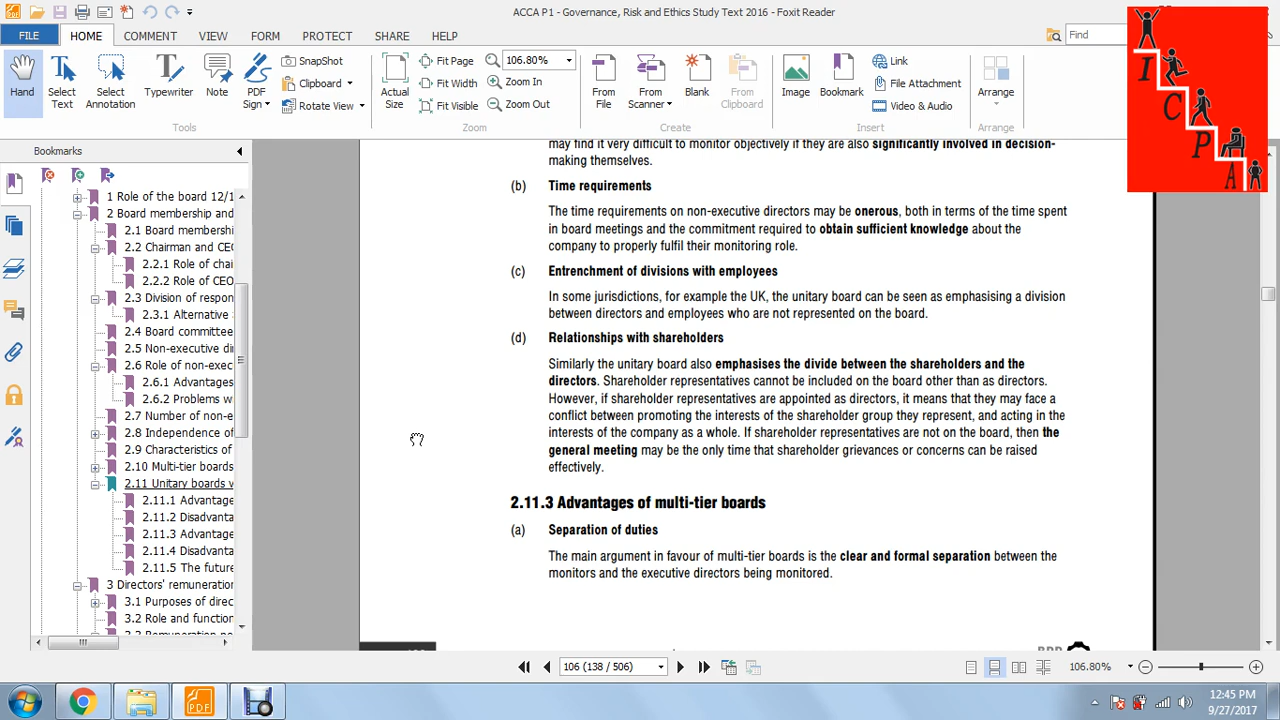 ACCA P1 - Governance, Risk and Ethics Study Text 2016 - Foxit Reader
FILE HOME COMMENT VIEW FORM PROTECT SHARE HELP
Find
Hand
Select Text
Select Annotation
Typewriter
Note
PDF Sign
SnapShot
Clipboard
Rotate View
Actual Size
Fit Page
Fit Width
Fit Visible
106.80%
Zoom In
Zoom Out
From File
From Scanner
Blank
From Clipboard
Image
Bookmark
Link
File Attachment
Video & Audio
Arrange
Tools Zoom Create Insert Arrange
I
C
P
A
Bookmarks
1 Role of the board 12/1
2 Board membership and
2.1 Board membershi
2.2 Chairman and CEC
2.2.1 Role of chai
2.2.2 Role of CEO
2.3 Division of respon
2.3.1 Alternative
2.4 Board committee
2.5 Non-executive di
2.6 Role of non-exec
2.6.1 Advantages
2.6.2 Problems wi
2.7 Number of non-e
2.8 Independence of
2.9 Characteristics of
2.10 Multi-tier boards
2.11 Unitary boards v
2.11.1 Advantage
2.11.2 Disadvanta
2.11.3 Advantage
2.11.4 Disadvanta
2.11.5 The future
3 Directors' remuneration
3.1 Purposes of direc
3.2 Role and function
may find it very difficult to monitor objectively if they are also significantly involved in decision-
making themselves.
(b) Time requirements
The time requirements on non-executive directors may be onerous, both in terms of the time spent
in board meetings and the commitment required to obtain sufficient knowledge about the
company to properly fulfil their monitoring role.
(c) Entrenchment of divisions with employees
In some jurisdictions, for example the UK, the unitary board can be seen as emphasising a division
between directors and employees who are not represented on the board.
(d) Relationships with shareholders
Similarly the unitary board also emphasises the divide between the shareholders and the
directors. Shareholder representatives cannot be included on the board other than as directors.
However, if shareholder representatives are appointed as directors, it means that they may face a
conflict between promoting the interests of the shareholder group they represent, and acting in the
interests of the company as a whole. If shareholder representatives are not on the board, then the
general meeting may be the only time that shareholder grievances or concerns can be raised
effectively.
2.11.3 Advantages of multi-tier boards
(a) Separation of duties
The main argument in favour of multi-tier boards is the clear and formal separation between the
monitors and the executive directors being monitored.
106 (138 / 506)
106.80%
PDF
12:45 PM
9/27/2017